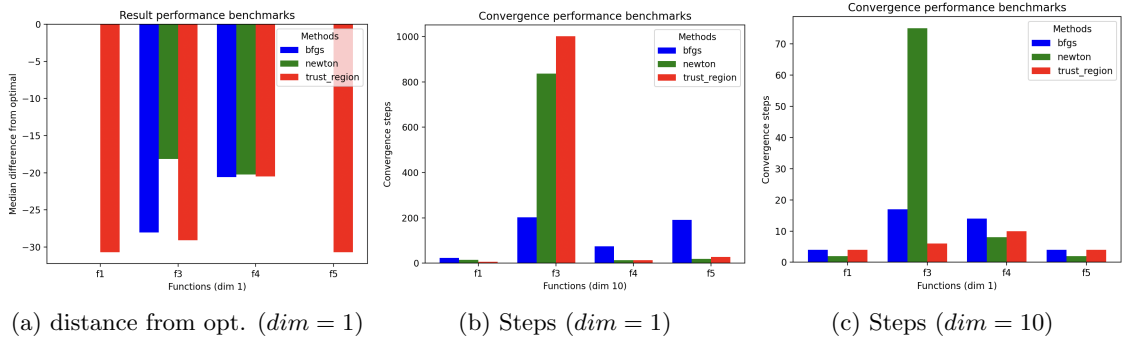 Result performance benchmarks
Median difference from optimal
0
−5
−10
−15
−20
−25
−30
f1
f3
f4
f5
Functions (dim 1)
Methods
bfgs
newton
trust_region
(a) distance from opt. (dim = 1)
Convergence performance benchmarks
Convergence steps
1000
800
600
400
200
0
f1
f3
f4
f5
Functions (dim 10)
Methods
bfgs
newton
trust_region
(b) Steps (dim = 1)
Convergence performance benchmarks
Convergence steps
70
60
50
40
30
20
10
0
f1
f3
f4
f5
Functions (dim 1)
Methods
bfgs
newton
trust_region
(c) Steps (dim = 10)